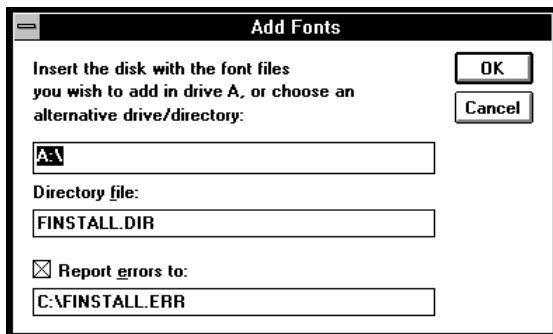 Add Fonts
Insert the disk with the font files
you wish to add in drive A, or choose an
alternative drive/directory:
OK
Cancel
A:\
Directory file:
FINSTALL.DIR
Report errors to:
C:\FINSTALL.ERR